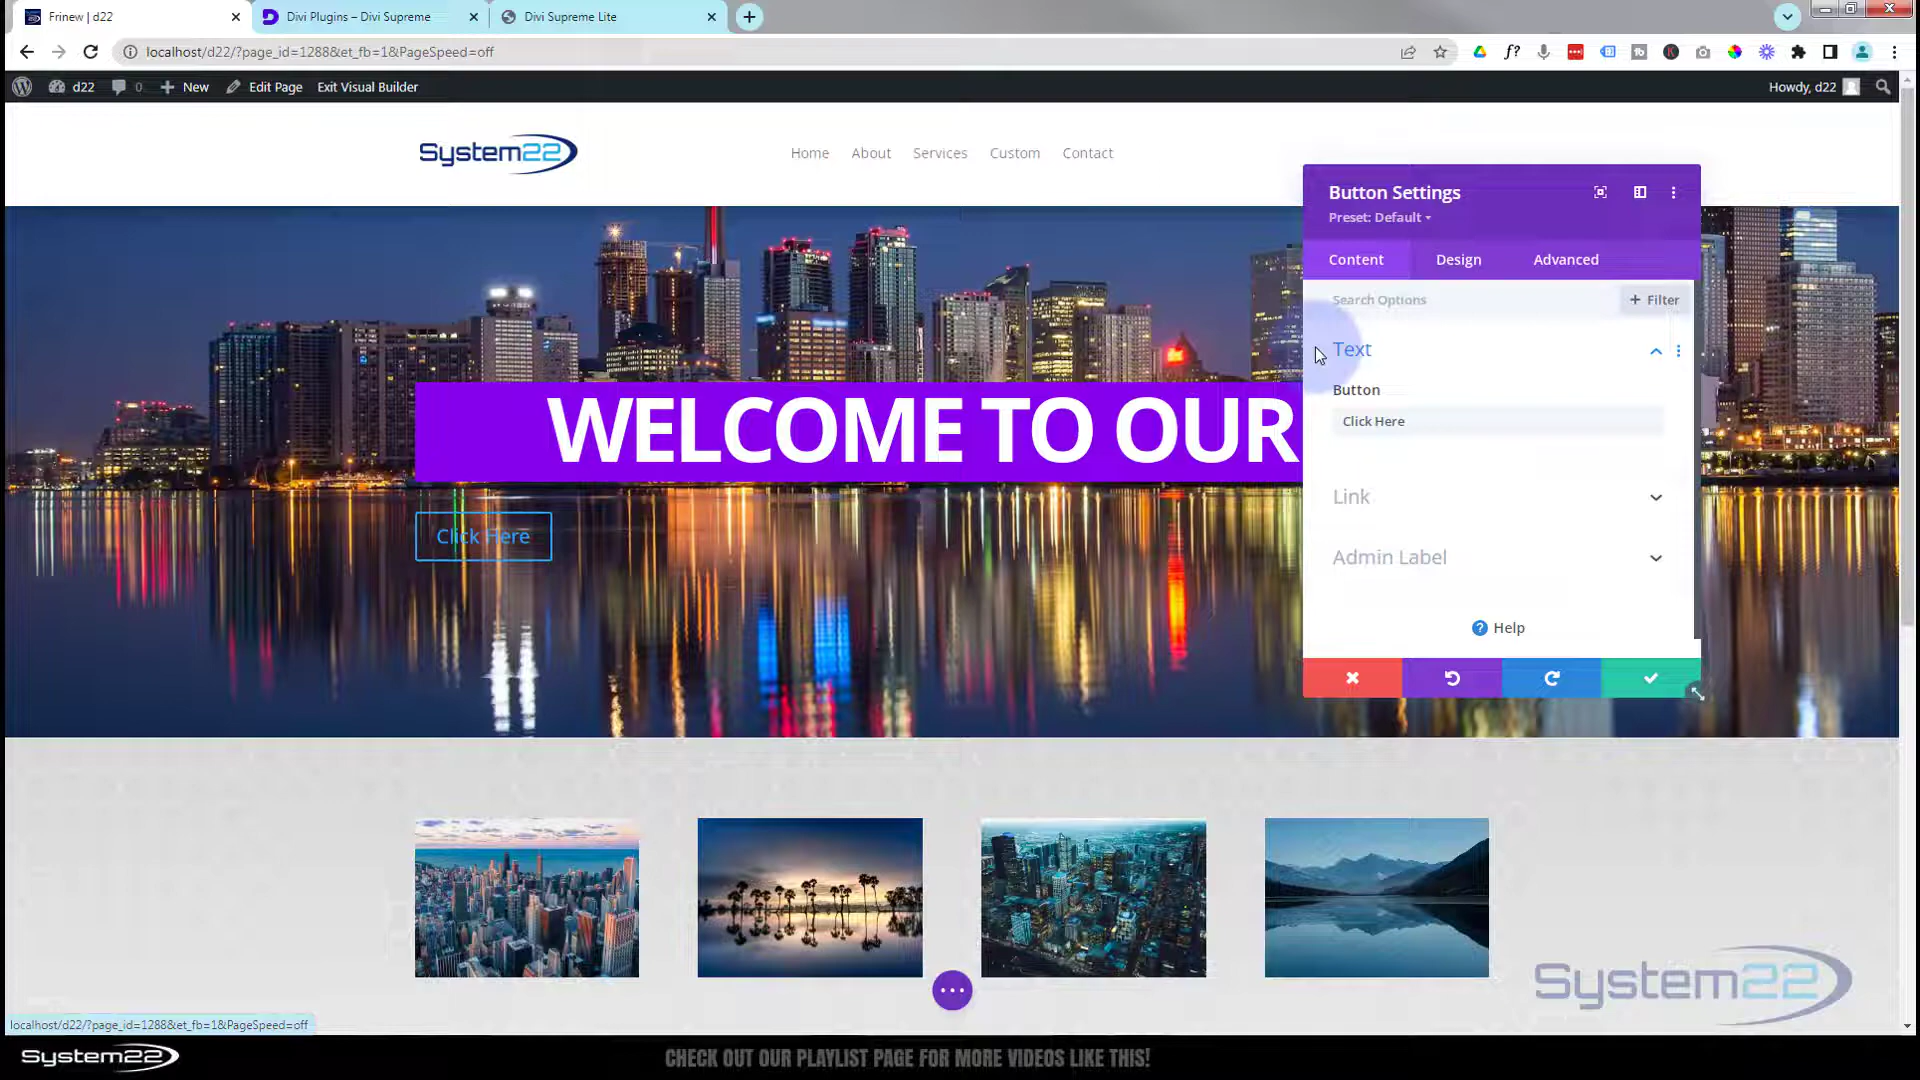 Frinew | d22
Divi Plugins – Divi Supreme
Divi Supreme Lite
localhost/d22/?page_id=1288&et_fb=1&PageSpeed=off
f?
d22
0
New
Edit Page
Exit Visual Builder
Howdy, d22
System22
Home
About
Services
Custom
Contact
Button Settings
Preset: Default
Content
Design
Advanced
Search Options
+ Filter
Text
Button
Click Here
Link
Admin Label
Help
WELCOME TO OUR
Click Here
System22
localhost/d22/?page_id=1288&et_fb=1&PageSpeed=off
System22
CHECK OUT OUR PLAYLIST PAGE FOR MORE VIDEOS LIKE THIS!